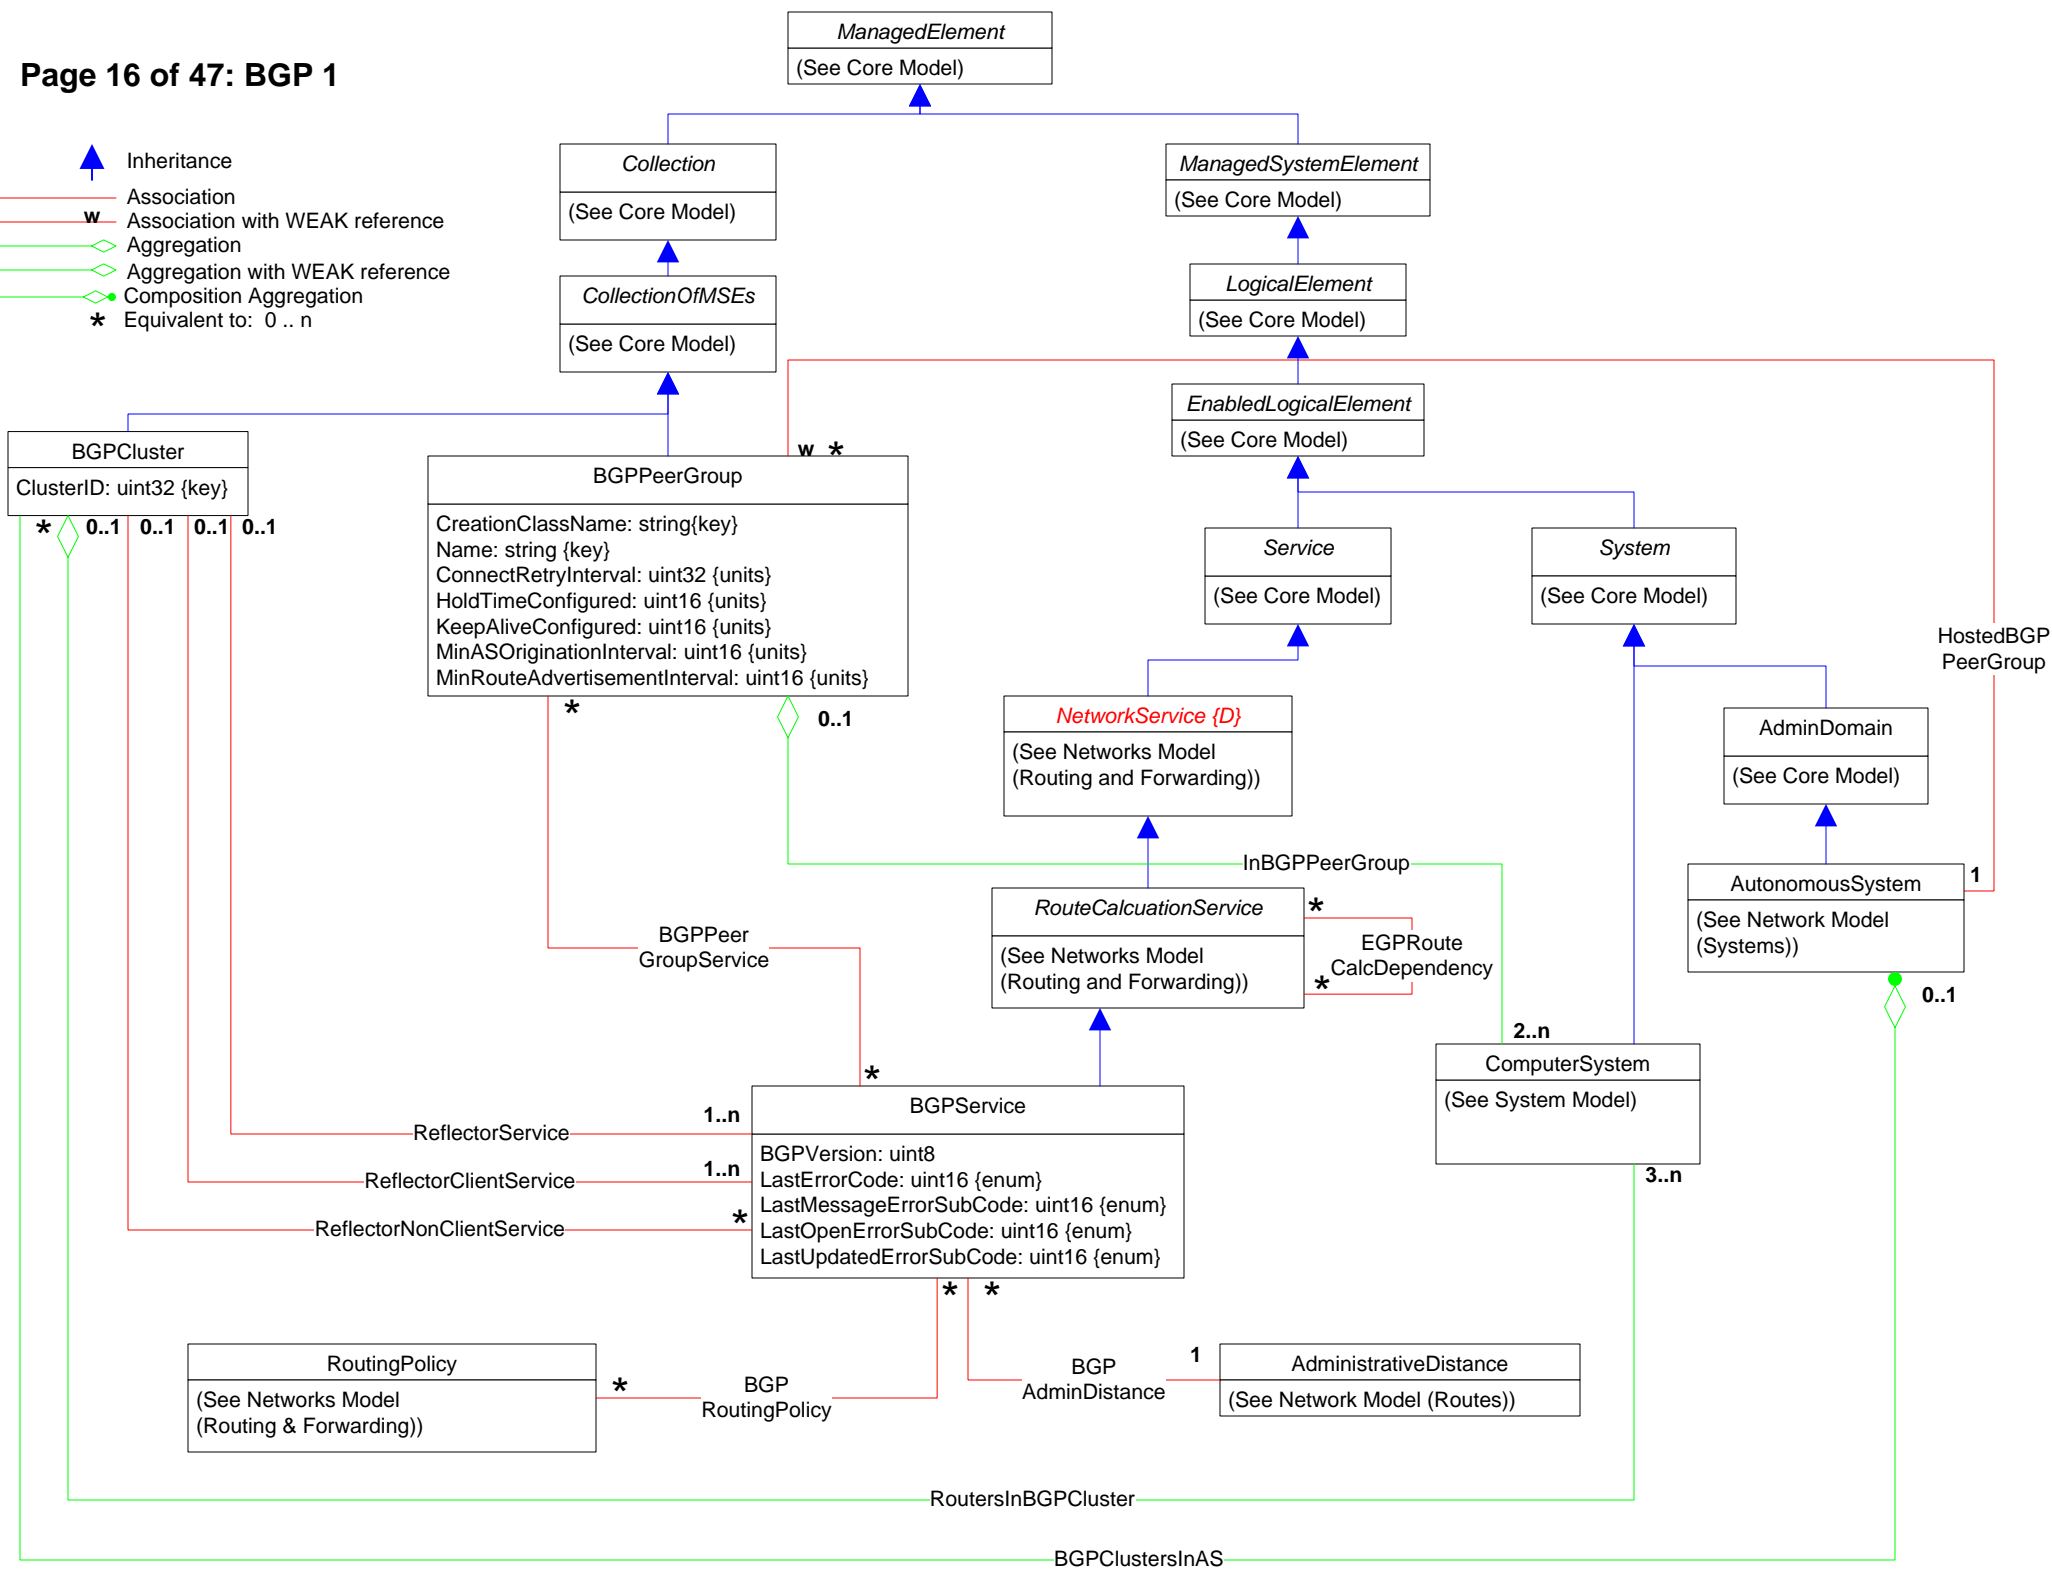 ManagedElement
(See Core Model)
Page 16 of 47: BGP 1
Inheritance
Association
w
Association with WEAK reference
Aggregation
Aggregation with WEAK reference
Composition Aggregation
* Equivalent to: 0 .. n
Collection
(See Core Model)
ManagedSystemElement
(See Core Model)
CollectionOfMSEs
(See Core Model)
LogicalElement
(See Core Model)
EnabledLogicalElement
(See Core Model)
BGPCluster
ClusterID: uint32 {key}
* 0..1 0..1 0..1 0..1
w *
BGPPeerGroup
CreationClassName: string{key}
Name: string {key}
ConnectRetryInterval: uint32 {units}
HoldTimeConfigured: uint16 {units}
KeepAliveConfigured: uint16 {units}
MinASOriginationInterval: uint16 {units}
MinRouteAdvertisementInterval: uint16 {units}
*
0..1
Service
(See Core Model)
System
(See Core Model)
HostedBGP
PeerGroup
NetworkService {D}
(See Networks Model
(Routing and Forwarding))
AdminDomain
(See Core Model)
InBGPPeerGroup
AutonomousSystem
(See Network Model
(Systems))
1
0..1
RouteCalcuationService
(See Networks Model
(Routing and Forwarding))
*
EGPRoute
CalcDependency
*
BGPPeer
GroupService
*
2..n
ComputerSystem
(See System Model)
3..n
BGPService
BGPVersion: uint8
LastErrorCode: uint16 {enum}
LastMessageErrorSubCode: uint16 {enum}
LastOpenErrorSubCode: uint16 {enum}
LastUpdatedErrorSubCode: uint16 {enum}
1..n
ReflectorService
1..n
ReflectorClientService
*
ReflectorNonClientService
* *
RoutingPolicy
(See Networks Model
(Routing & Forwarding))
*
BGP
RoutingPolicy
BGP
AdminDistance
1
AdministrativeDistance
(See Network Model (Routes))
RoutersInBGPCluster
BGPClustersInAS